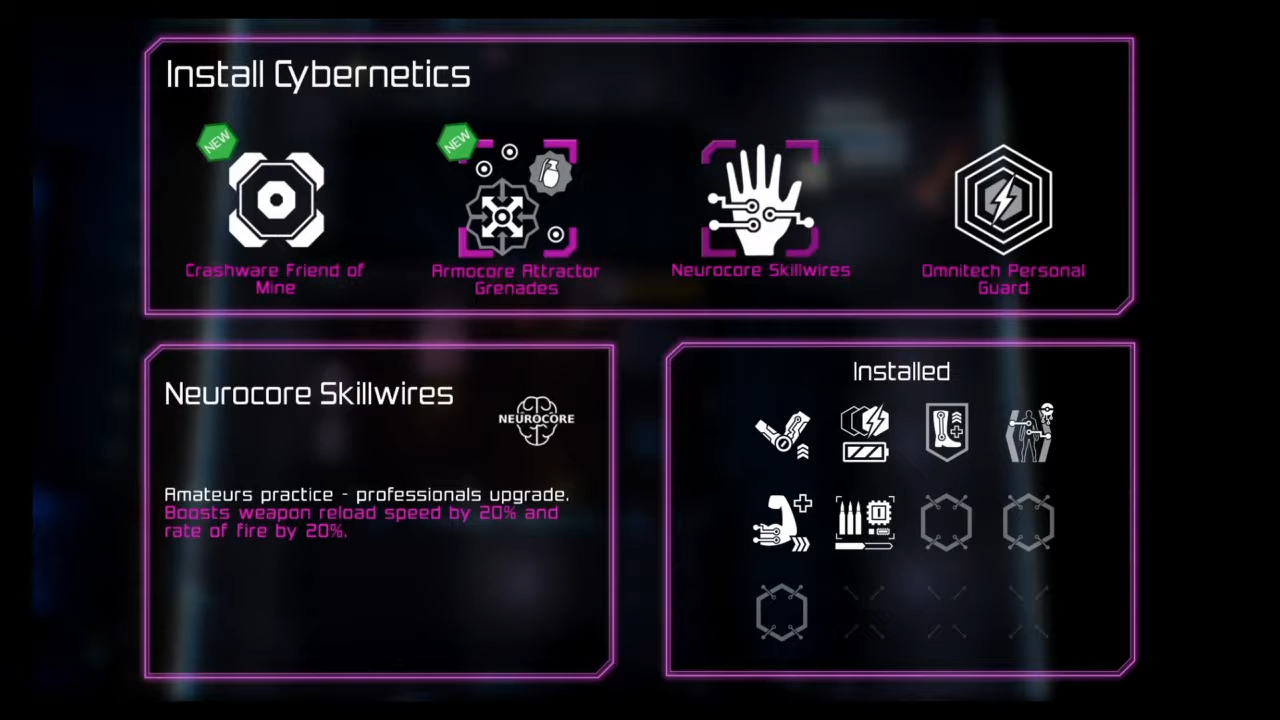 Install Cybernetics
NEW
NEW
Crashware Friend of
Mine
Armocore Attractor
Grenades
Neurocore Skillwires
Omnitech Personal
Guard
Neurocore Skillwires
NEUROCORE
Amateurs practice - professionals upgrade.
Boosts weapon reload speed by 20% and
rate of fire by 20%.
Installed